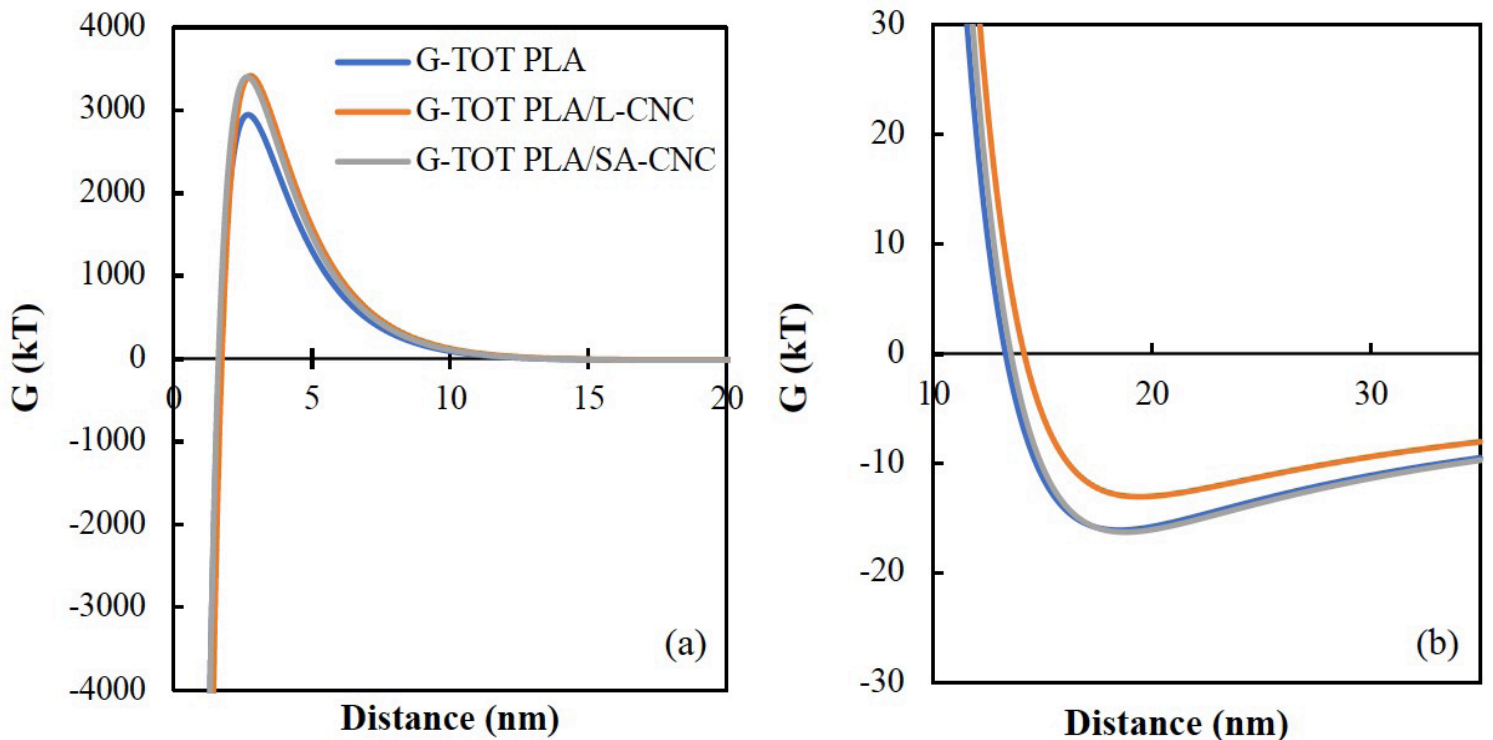 4000
3000
2000
1000
0
-1000
-2000
-3000
-4000
G (kT)
G-TOT PLA
G-TOT PLA/L-CNC
G-TOT PLA/SA-CNC
0 5 10 15 20
(a)
Distance (nm)
30
20
10
0
-10
-20
-30
G (kT)
10 20 30
(b)
Distance (nm)